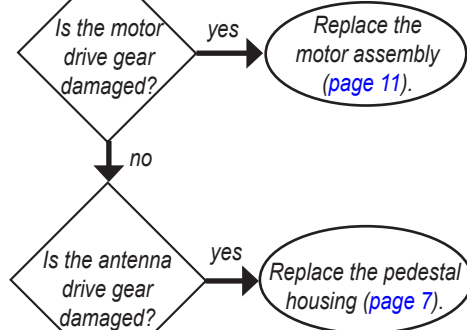 Is the motor
drive gear
damaged?
yes
Replace the
motor assembly
(page 11).
no
Is the antenna
drive gear
damaged?
yes
Replace the pedestal
housing (page 7).